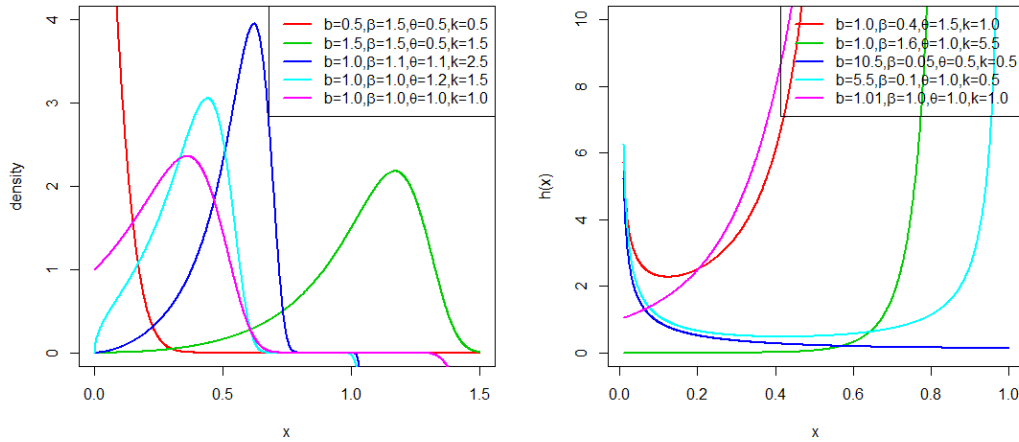 b=0.5,β=1.5,θ=0.5,k=0.5
b=1.5,β=1.5,θ=0.5,k=1.5
b=1.0,β=1.1,θ=1.1,k=2.5
b=1.0,β=1.0,θ=1.2,k=1.5
b=1.0,β=1.0,θ=1.0,k=1.0
density
4
3
2
1
0
0.0 0.5 1.0 1.5
x
b=1.0,β=0.4,θ=1.5,k=1.0
b=1.0,β=1.6,θ=1.0,k=5.5
b=10.5,β=0.05,θ=0.5,k=0.5
b=5.5,β=0.1,θ=1.0,k=0.5
b=1.01,β=1.0,θ=1.0,k=1.0
h(x)
10
8
6
4
2
0
0.0 0.2 0.4 0.6 0.8 1.0
x